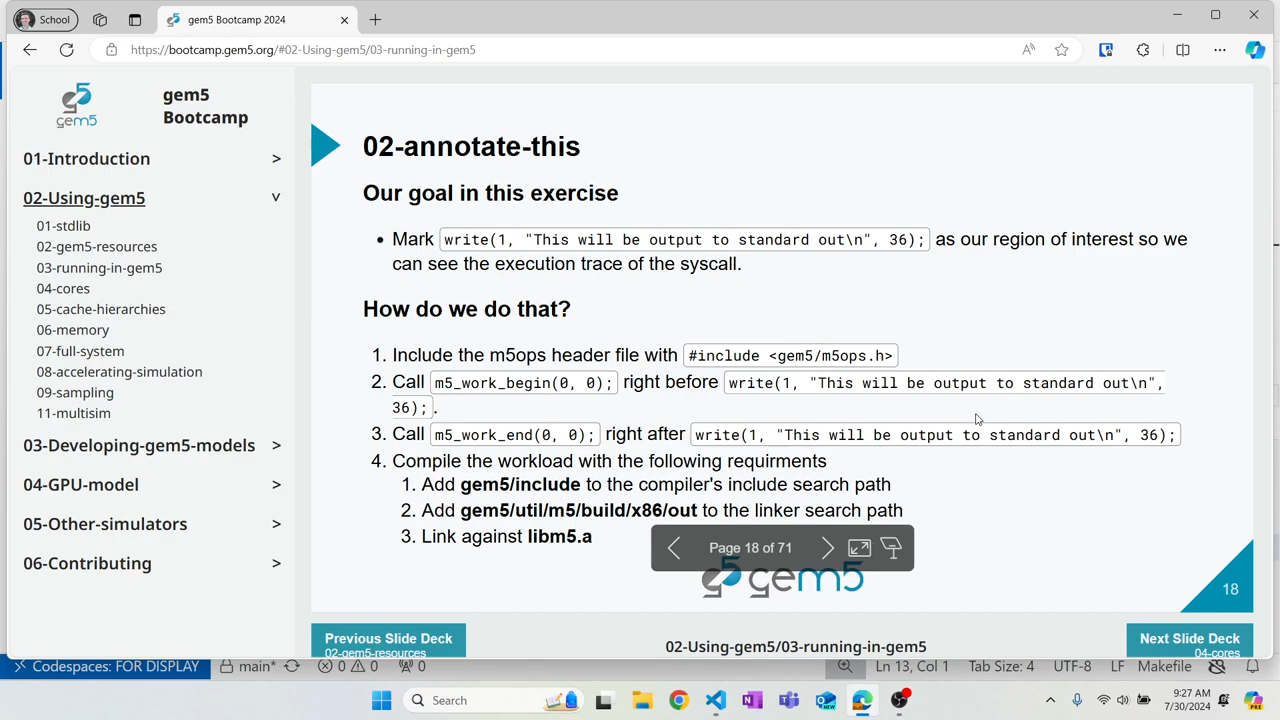 School
gem5 Bootcamp 2024
https://bootcamp.gem5.org/#02-Using-gem5/03-running-in-gem5
gem5
gem5
Bootcamp
01-Introduction >
02-Using-gem5 v
01-stdlib
02-gem5-resources
03-running-in-gem5
04-cores
05-cache-hierarchies
06-memory
07-full-system
08-accelerating-simulation
09-sampling
11-multisim
03-Developing-gem5-models >
04-GPU-model >
05-Other-simulators >
06-Contributing >
02-annotate-this
Our goal in this exercise
• Mark write(1, "This will be output to standard out\n", 36); as our region of interest so we
can see the execution trace of the syscall.
How do we do that?
1. Include the m5ops header file with #include <gem5/m5ops.h>
2. Call m5_work_begin(0, 0); right before write(1, "This will be output to standard out\n",
36);.
3. Call m5_work_end(0, 0); right after write(1, "This will be output to standard out\n", 36);
4. Compile the workload with the following requirments
1. Add gem5/include to the compiler's include search path
2. Add gem5/util/m5/build/x86/out to the linker search path
3. Link against libm5.a
Page 18 of 71
gem5
18
Previous Slide Deck
02-gem5-resources
02-Using-gem5/03-running-in-gem5
Next Slide Deck
04-cores
Codespaces: FOR DISPLAY main* 0 0 0 Ln 13, Col 1 Tab Size: 4 UTF-8 LF Makefile
Search
9:27 AM
7/30/2024
PRE